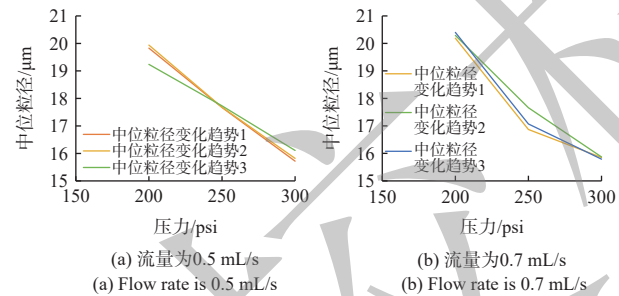 21
20
19
18
17
16
15
中位粒径/μm
中位粒径变化趋势1
中位粒径变化趋势2
中位粒径变化趋势3
150 200 250 300
压力/psi
(a) 流量为0.5 mL/s
(a) Flow rate is 0.5 mL/s
21
20
19
18
17
16
15
中位粒径/μm
中位粒径
变化趋势1
中位粒径
变化趋势2
中位粒径
变化趋势3
150 200 250 300
压力/psi
(b) 流量为0.7 mL/s
(b) Flow rate is 0.7 mL/s